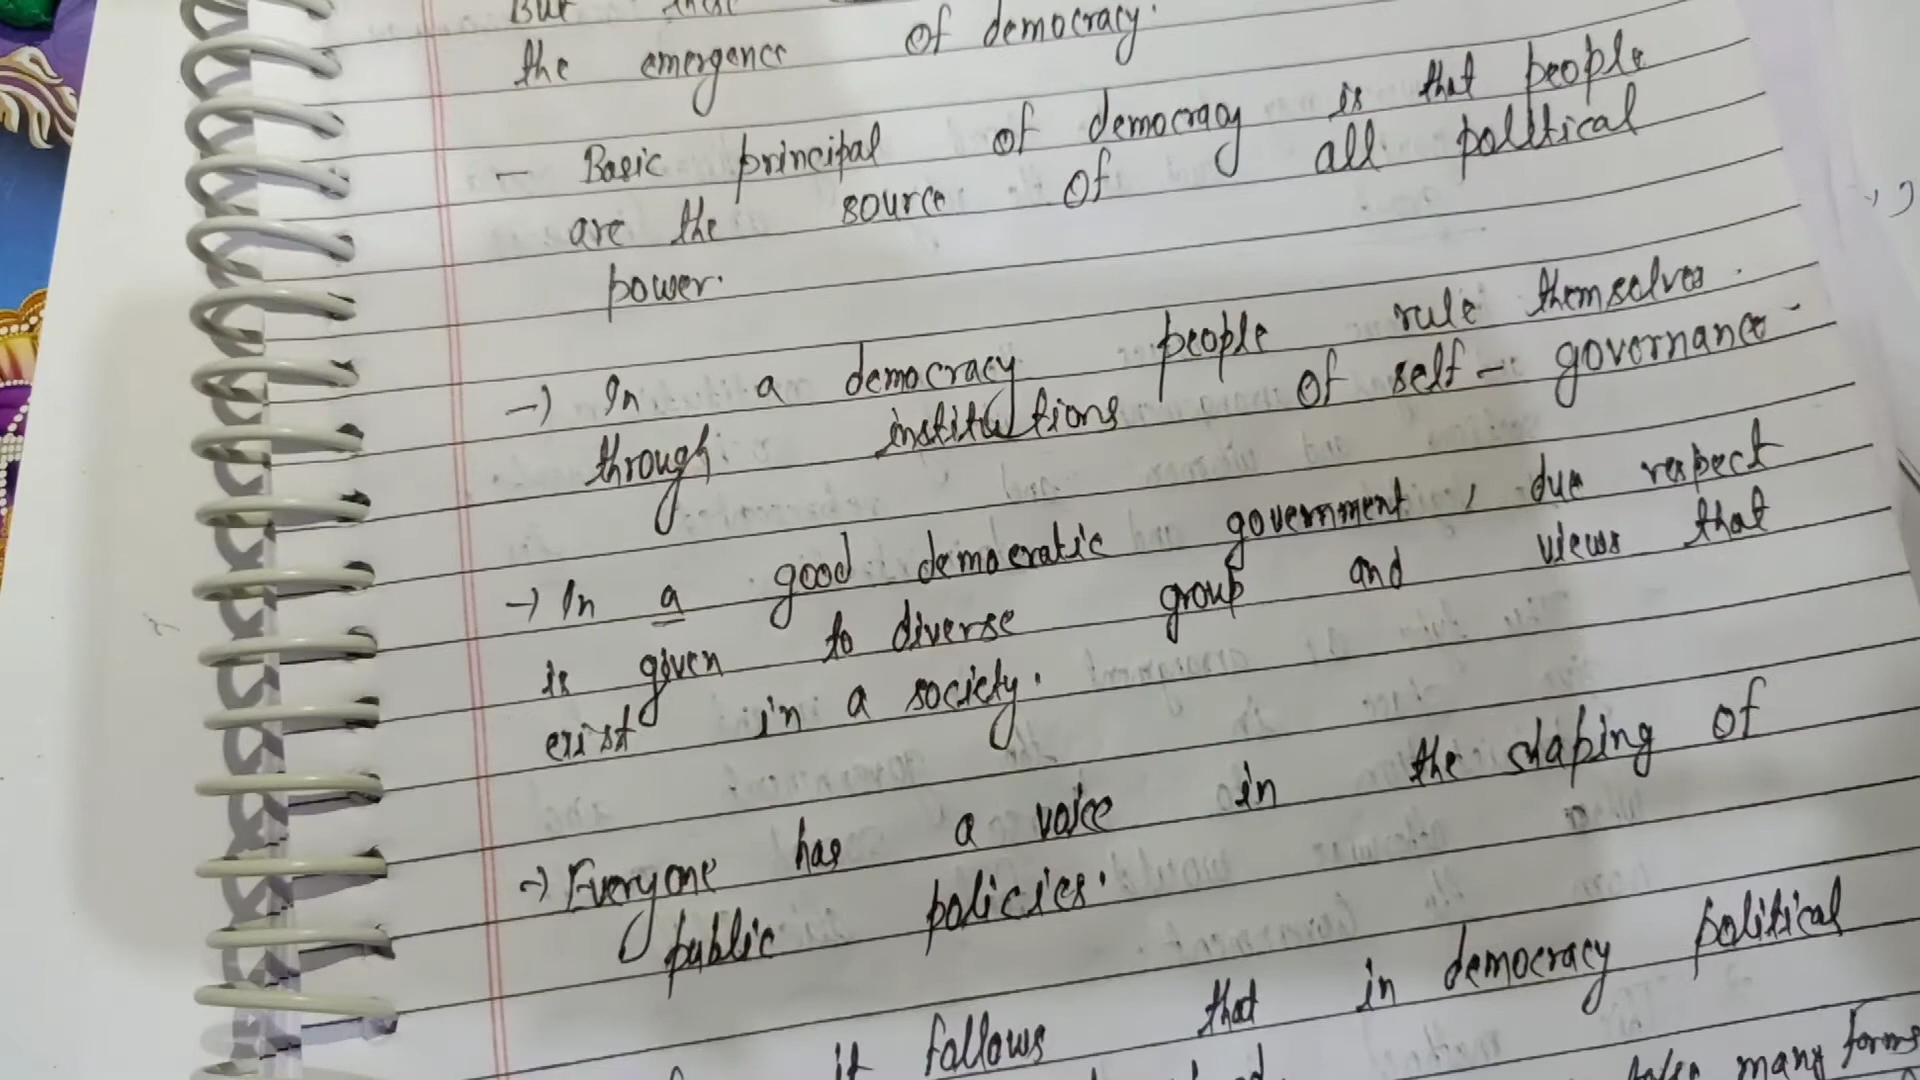 But that
the emergence of democracy.
- Basic principal of democracy is that people
are the source of all political
power.
→ In a democracy people rule themselves.
through institutions of self - governance -
→ In a good democratic government, due respect
is given to diverse group and views that
exist in a society.
→ Everyone has a voice in the shaping of
public policies.
it follows that in democracy political
many forms